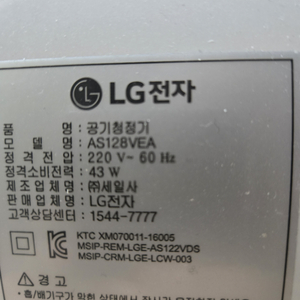 LG전자
품 명 : 공기청정기
모 델 명 : AS128VEA
정 격 전 압 : 220 V~ 60 Hz
정격소비전력 : 43 W
제 조 업 체 명 : ㈜세일사
판 매 업 체 명 : LG전자
고객상담센터 : 1544-7777
KTC XM070011-16005
MSIP-REM-LGE-AS122VDS
MSIP-CRM-LGE-LCW-003
경 고